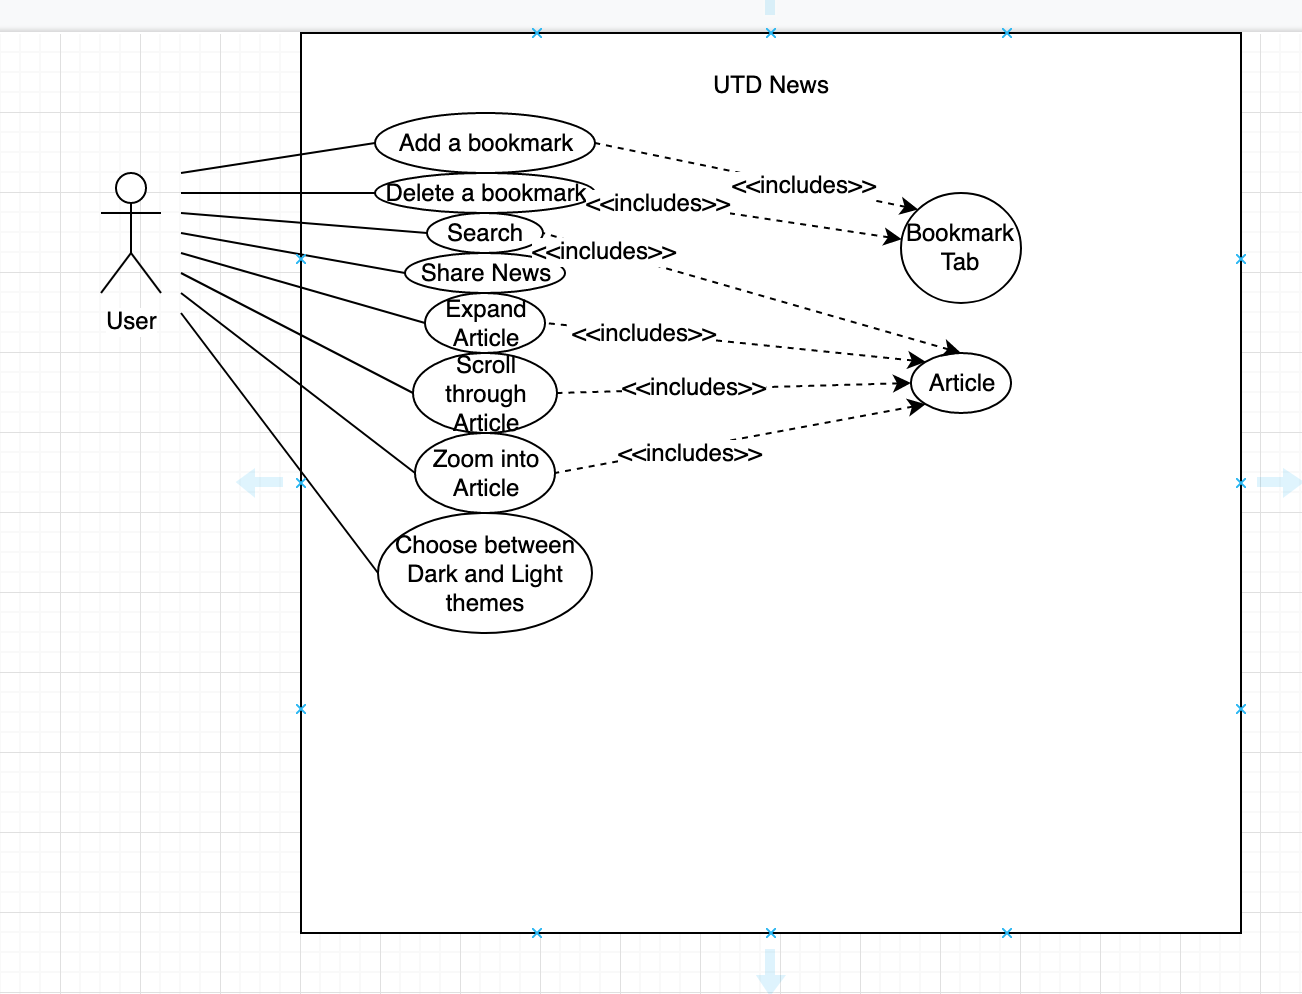 UTD News
Add a bookmark
<<includes>>
Delete a bookmark
<<includes>>
Bookmark
Tab
Search
<<includes>>
Share News
User
Expand
Article
<<includes>>
Scroll
through
Article
<<includes>>
Article
Zoom into
Article
<<includes>>
Choose between
Dark and Light
themes